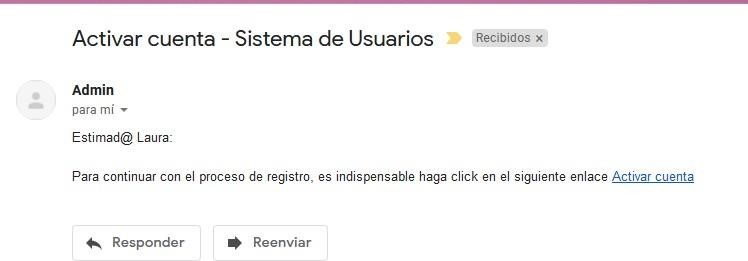 Activar cuenta - Sistema de Usuarios Recibidos x
Admin
para mí
Estimad@ Laura:
Para continuar con el proceso de registro, es indispensable haga click en el siguiente enlace Activar cuenta
Responder Reenviar